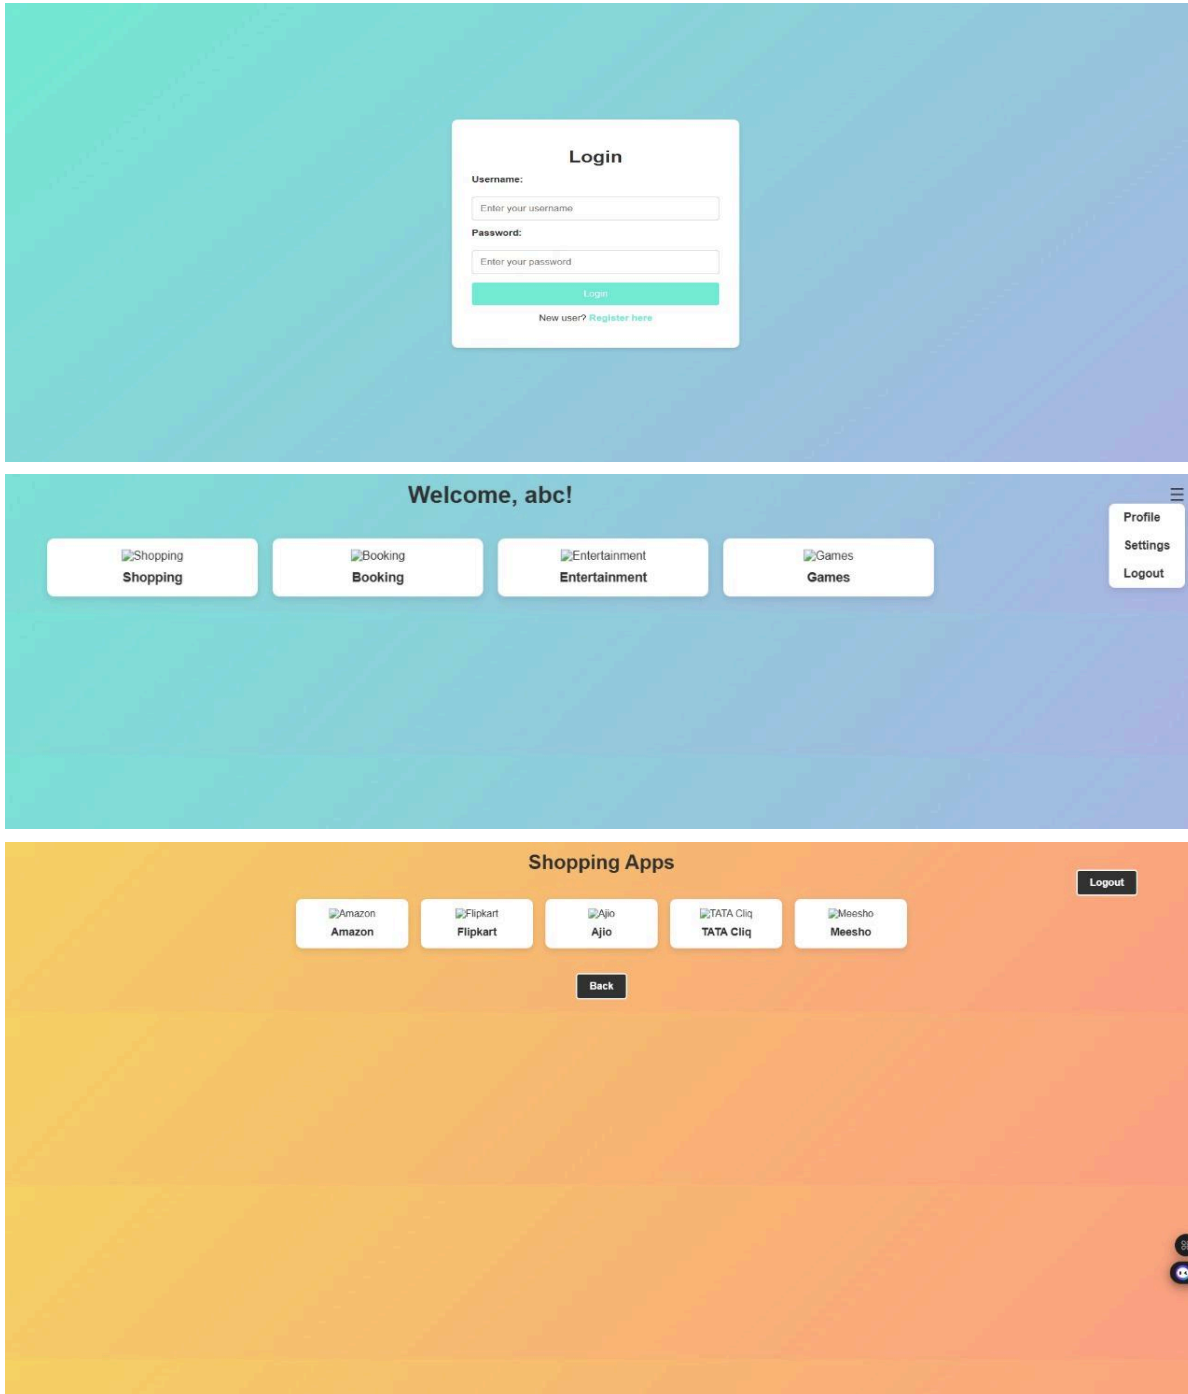 Login
Username:
Enter your username
Password:
Enter your password
Login
New user? Register here
Welcome, abc!
☰
Profile
Settings
Logout
Shopping
Shopping
Booking
Booking
Entertainment
Entertainment
Games
Games
Shopping Apps
Logout
Amazon
Amazon
Flipkart
Flipkart
Ajio
Ajio
TATA Cliq
TATA Cliq
Meesho
Meesho
Back